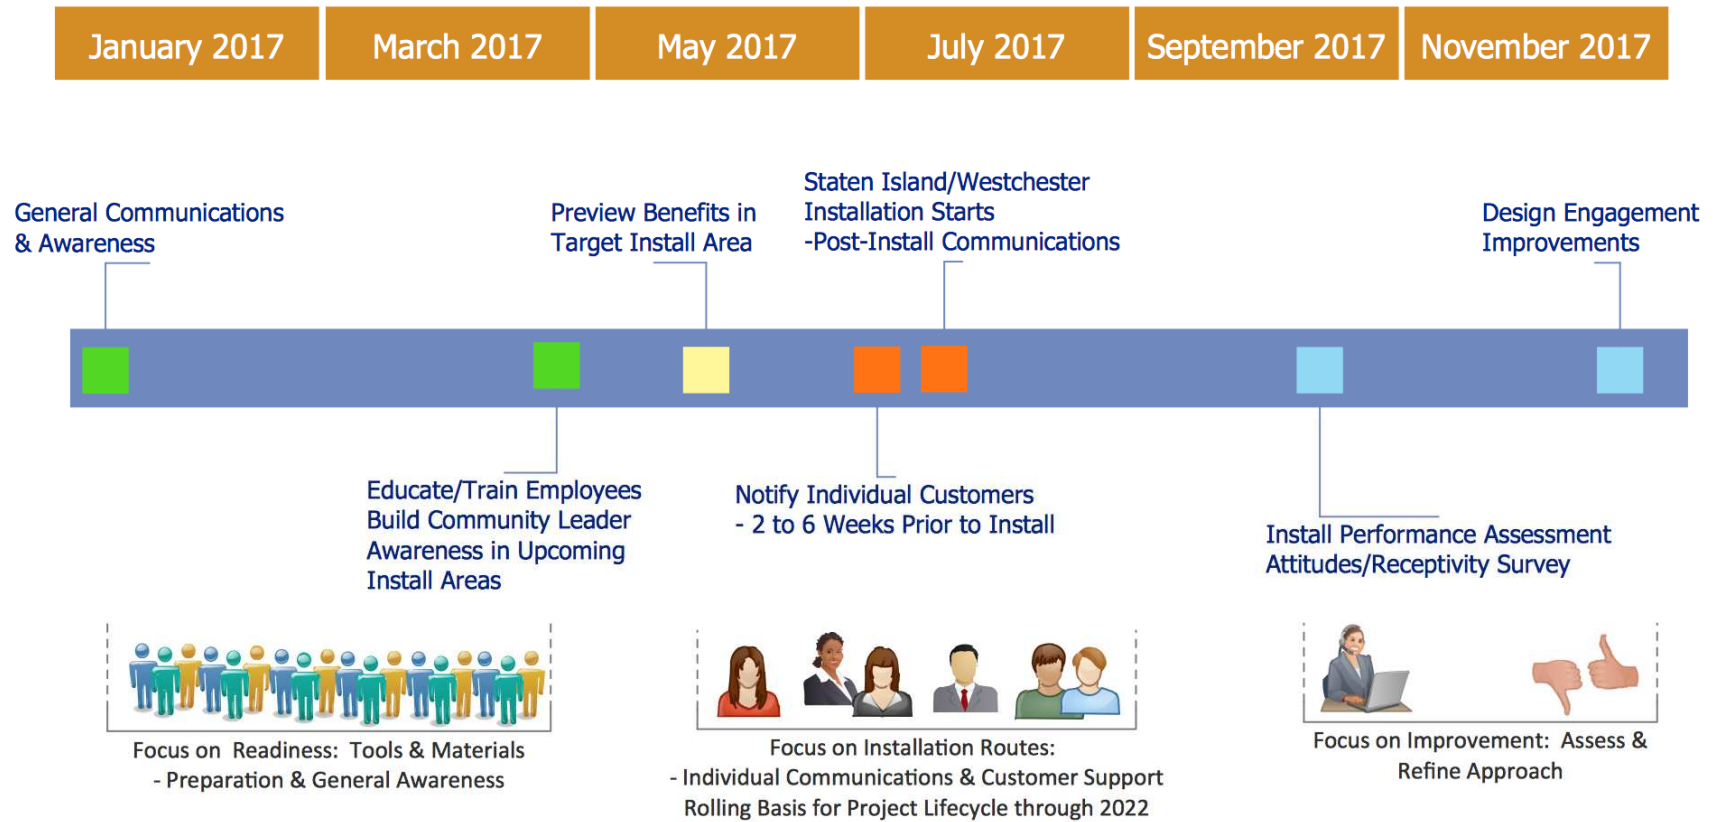 January 2017
March 2017
May 2017
July 2017
September 2017
November 2017
General Communications
& Awareness
Preview Benefits in
Target Install Area
Staten Island/Westchester
Installation Starts
-Post-Install Communications
Design Engagement
Improvements
Educate/Train Employees
Build Community Leader
Awareness in Upcoming
Install Areas
Notify Individual Customers
- 2 to 6 Weeks Prior to Install
Install Performance Assessment
Attitudes/Receptivity Survey
Focus on Readiness: Tools & Materials
- Preparation & General Awareness
Focus on Installation Routes:
- Individual Communications & Customer Support
Rolling Basis for Project Lifecycle through 2022
Focus on Improvement: Assess &
Refine Approach